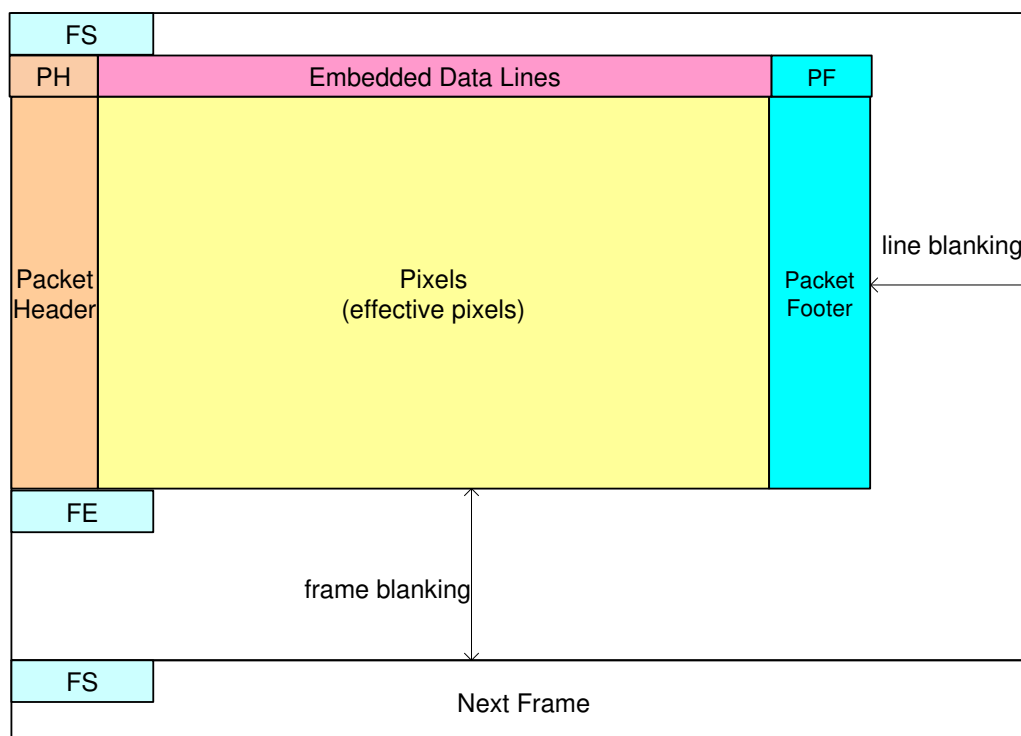 FS
PH
Embedded Data Lines
PF
Packet
Header
Pixels
(effective pixels)
Packet
Footer
line blanking
FE
frame blanking
FS
Next Frame